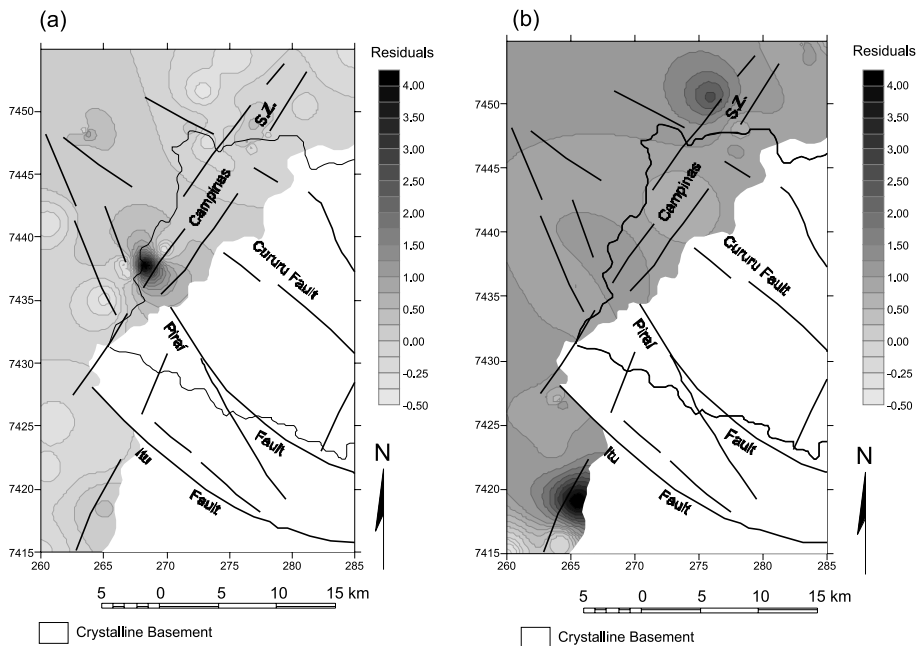 (a)
Residuals
4.00
3.50
3.00
2.50
2.00
1.50
1.00
0.50
0.00
-0.25
-0.50
7450
7445
7440
7435
7430
7425
7420
7415
260
265
270
275
280
285
Campinas
S.Z.
Cururu Fault
Piraí
Fault
Itu
Fault
N
5
0
5
10
15 km
Crystalline Basement
(b)
Residuals
4.00
3.50
3.00
2.50
2.00
1.50
1.00
0.50
0.00
-0.25
-0.50
7450
7445
7440
7435
7430
7425
7420
7415
260
265
270
275
280
285
Campinas
S.Z.
Cururu Fault
Piraí
Fault
Itu
Fault
N
5
0
5
10
15 km
Crystalline Basement